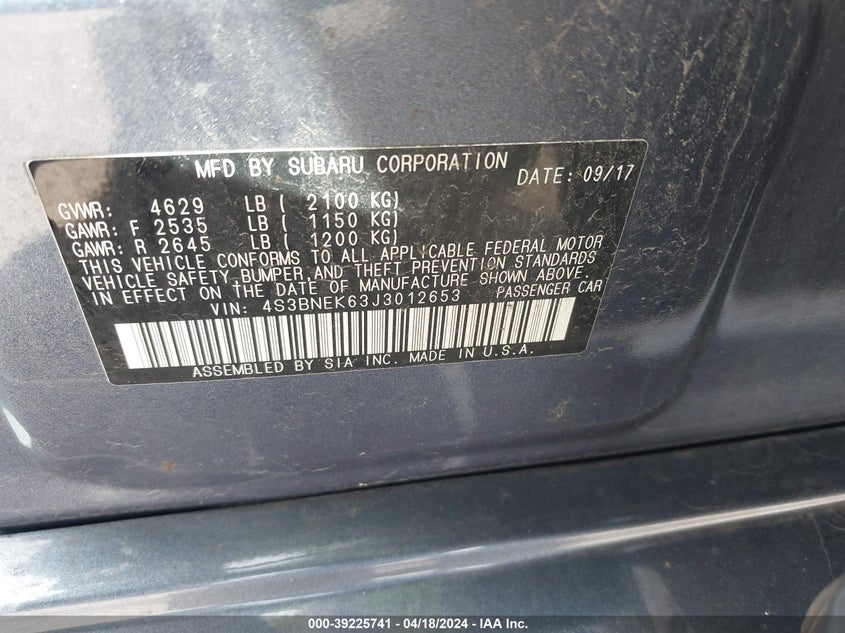 MFD BY SUBARU CORPORATION DATE: 09/17
GVWR: 4629 LB ( 2100 KG)
GAWR: F 2535 LB ( 1150 KG)
GAWR: R 2645 LB ( 1200 KG)
THIS VEHICLE CONFORMS TO ALL APPLICABLE FEDERAL MOTOR
VEHICLE SAFETY,BUMPER,AND THEFT PREVENTION STANDARDS
IN EFFECT ON THE DATE OF MANUFACTURE SHOWN ABOVE.
VIN: 4S3BNEK63J3012653 PASSENGER CAR
ASSEMBLED BY SIA INC. MADE IN U.S.A.
000-39225741 - 04/18/2024 - IAA Inc.